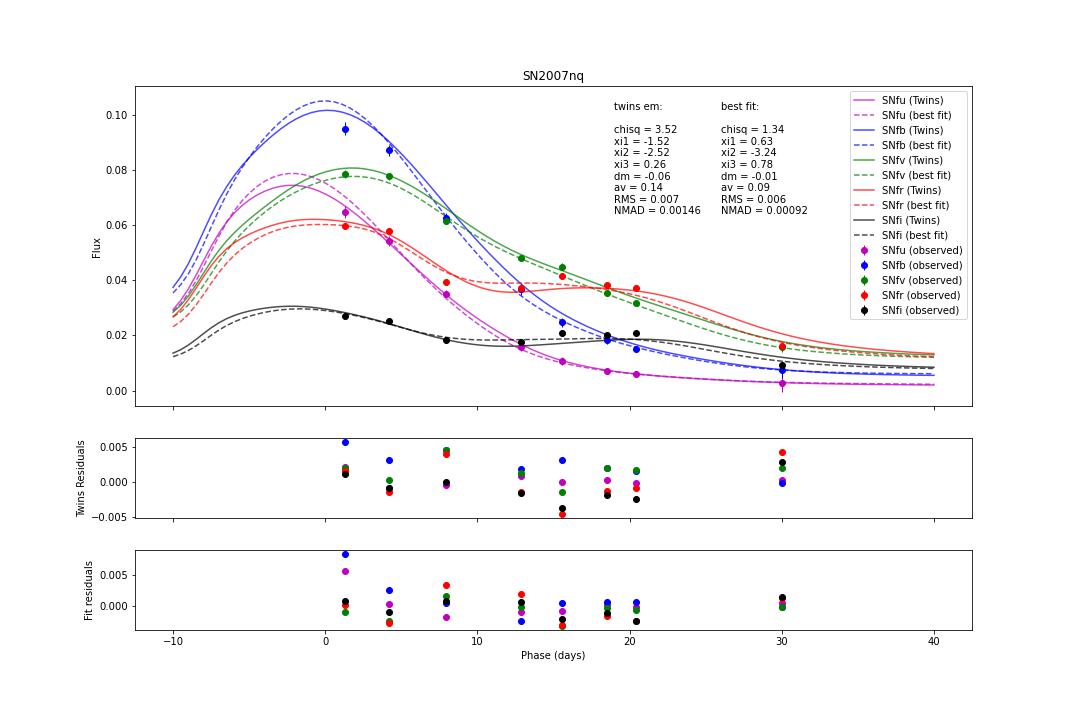 SN2007nq
twins em:
chisq = 3.52
xi1 = -1.52
xi2 = -2.52
xi3 = 0.26
dm = -0.06
av = 0.14
RMS = 0.007
NMAD = 0.00146
best fit:
chisq = 1.34
xi1 = 0.63
xi2 = -3.24
xi3 = 0.78
dm = -0.01
av = 0.09
RMS = 0.006
NMAD = 0.00092
SNfu (Twins)
SNfu (best fit)
SNfb (Twins)
SNfb (best fit)
SNfv (Twins)
SNfv (best fit)
SNfr (Twins)
SNfr (best fit)
SNfi (Twins)
SNfi (best fit)
SNfu (observed)
SNfb (observed)
SNfv (observed)
SNfr (observed)
SNfi (observed)
Flux
0.10
0.08
0.06
0.04
0.02
0.00
Twins Residuals
0.005
0.000
−0.005
Fit residuals
0.005
0.000
−10
0
10
20
30
40
Phase (days)